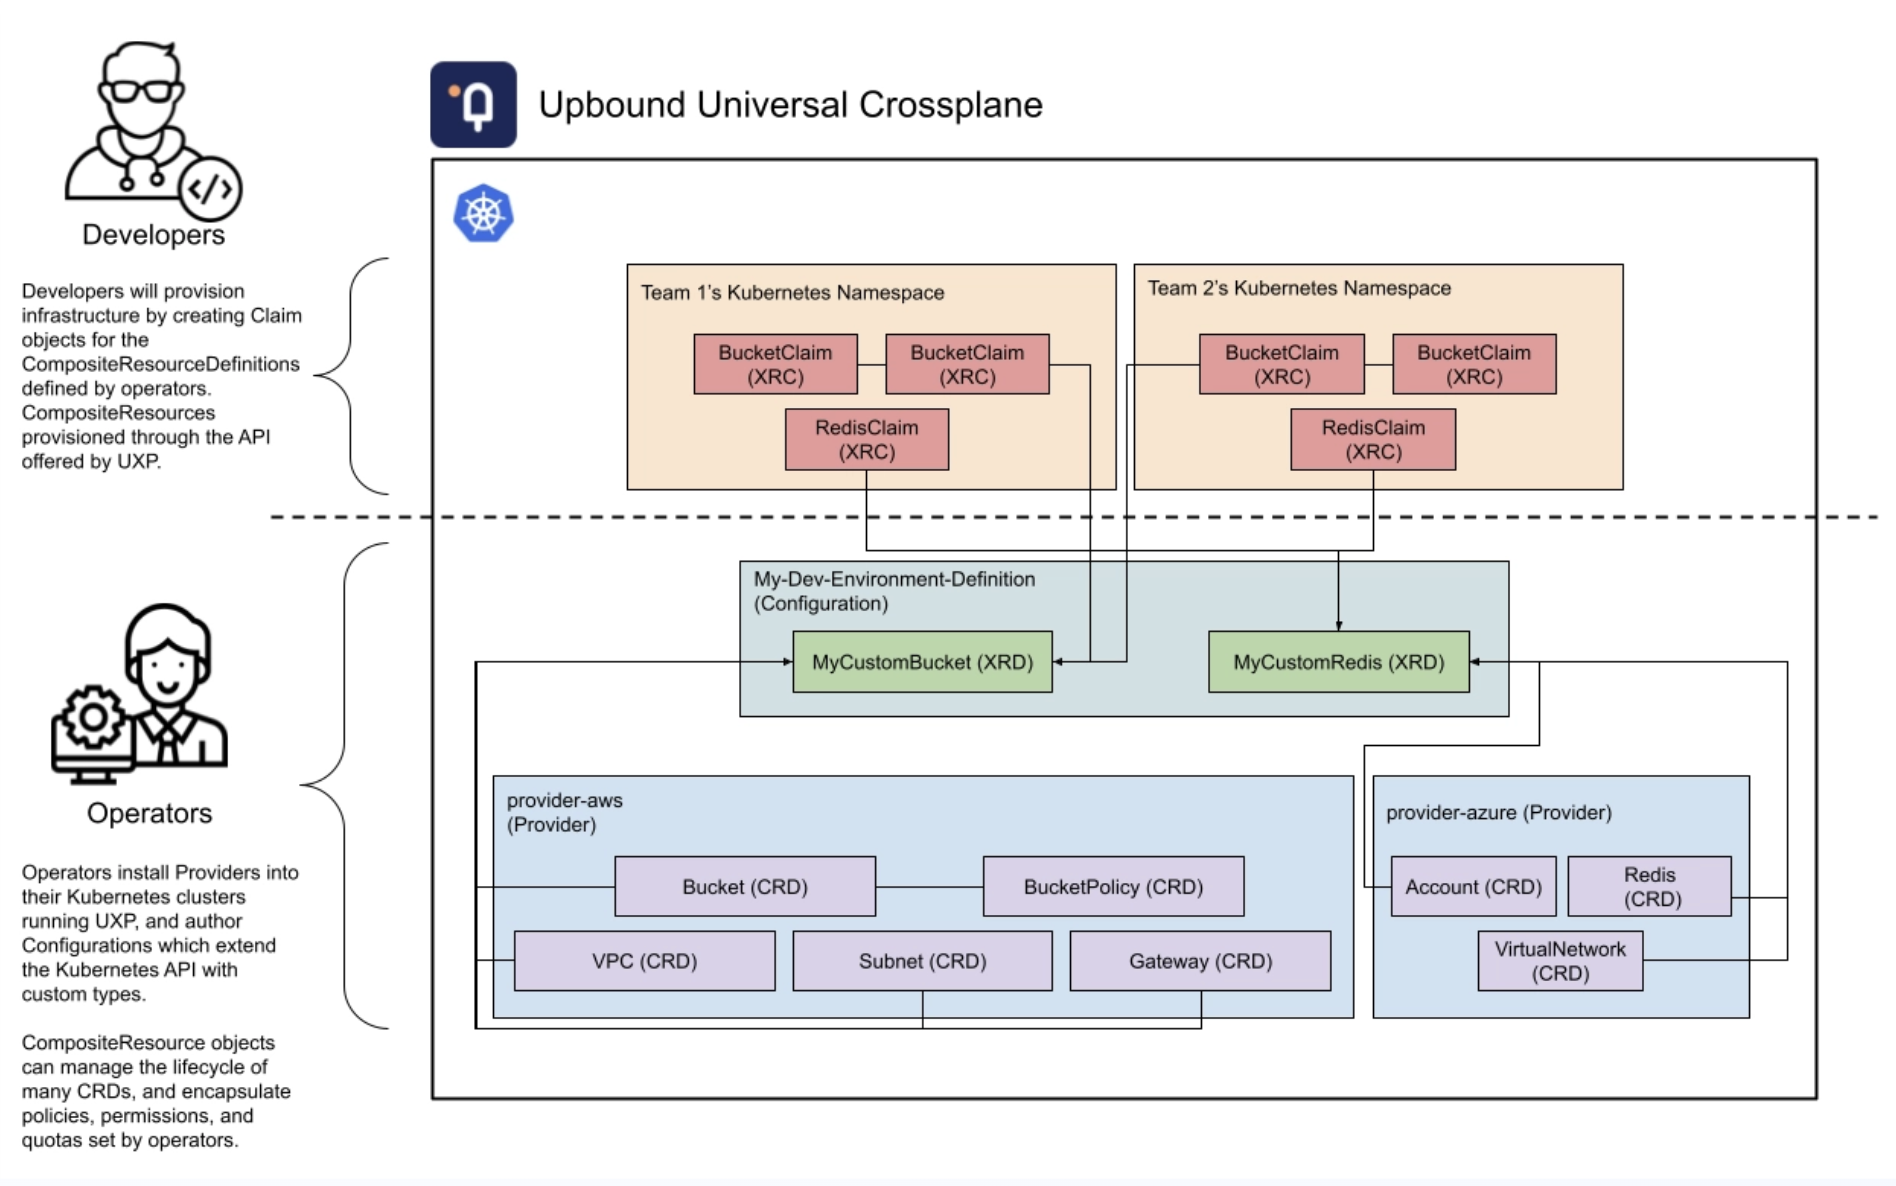 Upbound Universal Crossplane
Developers
Developers will provision
infrastructure by creating Claim
objects for the
CompositeResourceDefinitions
defined by operators.
CompositeResources
provisioned through the API
offered by UXP.
Team 1's Kubernetes Namespace
BucketClaim
(XRC)
BucketClaim
(XRC)
RedisClaim
(XRC)
Team 2's Kubernetes Namespace
BucketClaim
(XRC)
BucketClaim
(XRC)
RedisClaim
(XRC)
Operators
Operators install Providers into
their Kubernetes clusters
running UXP, and author
Configurations which extend
the Kubernetes API with
custom types.
CompositeResource objects
can manage the lifecycle of
many CRDs, and encapsulate
policies, permissions, and
quotas set by operators.
My-Dev-Environment-Definition
(Configuration)
MyCustomBucket (XRD)
MyCustomRedis (XRD)
provider-aws
(Provider)
Bucket (CRD)
BucketPolicy (CRD)
VPC (CRD)
Subnet (CRD)
Gateway (CRD)
provider-azure (Provider)
Account (CRD)
Redis
(CRD)
VirtualNetwork
(CRD)